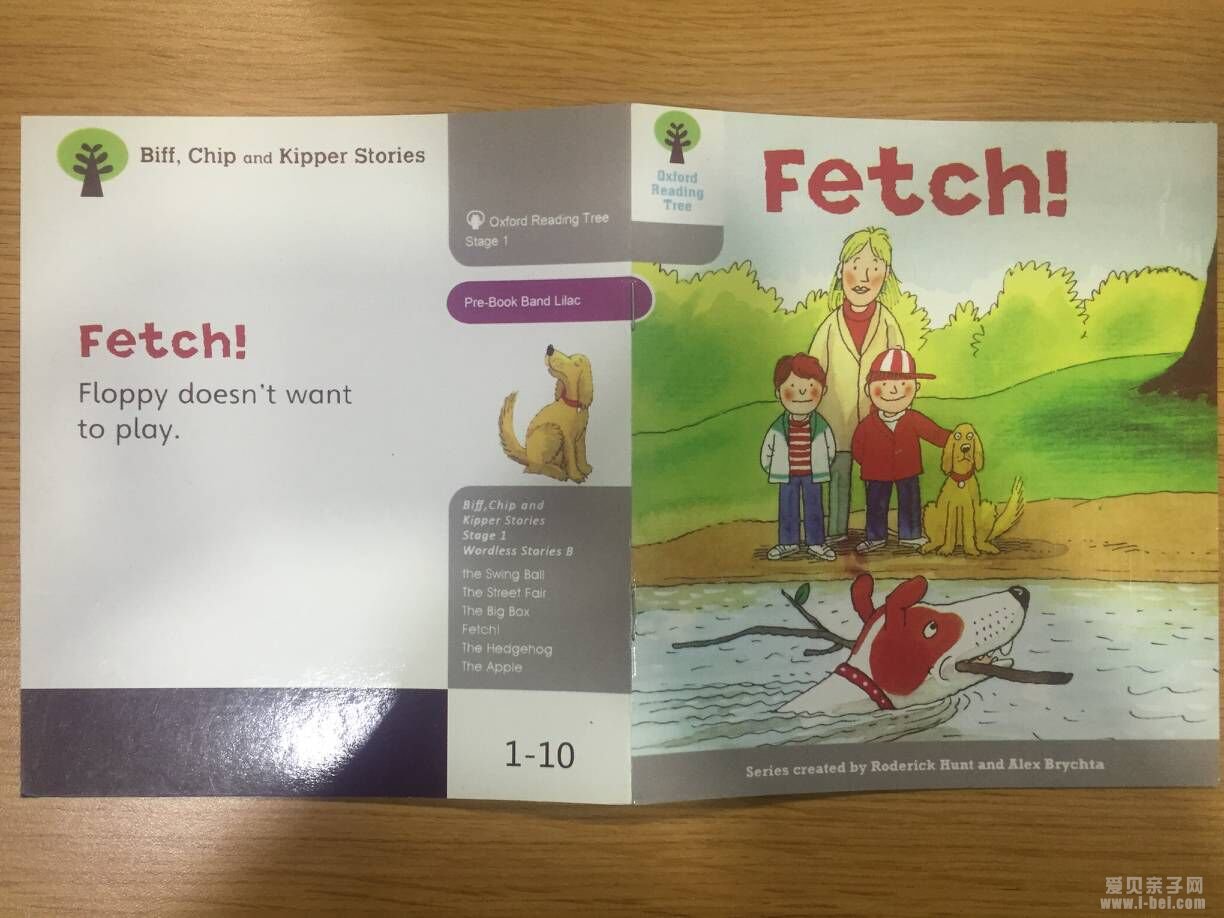 Biff, Chip and Kipper Stories
Oxford Reading Tree
Stage 1
Pre-Book Band Lilac
Fetch!
Floppy doesn't want
to play.
Biff,Chip and
Kipper Stories
Stage 1
Wordless Stories B
the Swing Ball
The Street Fair
The Big Box
Fetch!
The Hedgehog
The Apple
1-10
Oxford
Reading
Tree
Fetch!
Series created by Roderick Hunt and Alex Brychta
爱贝亲子网
www.i-bei.com